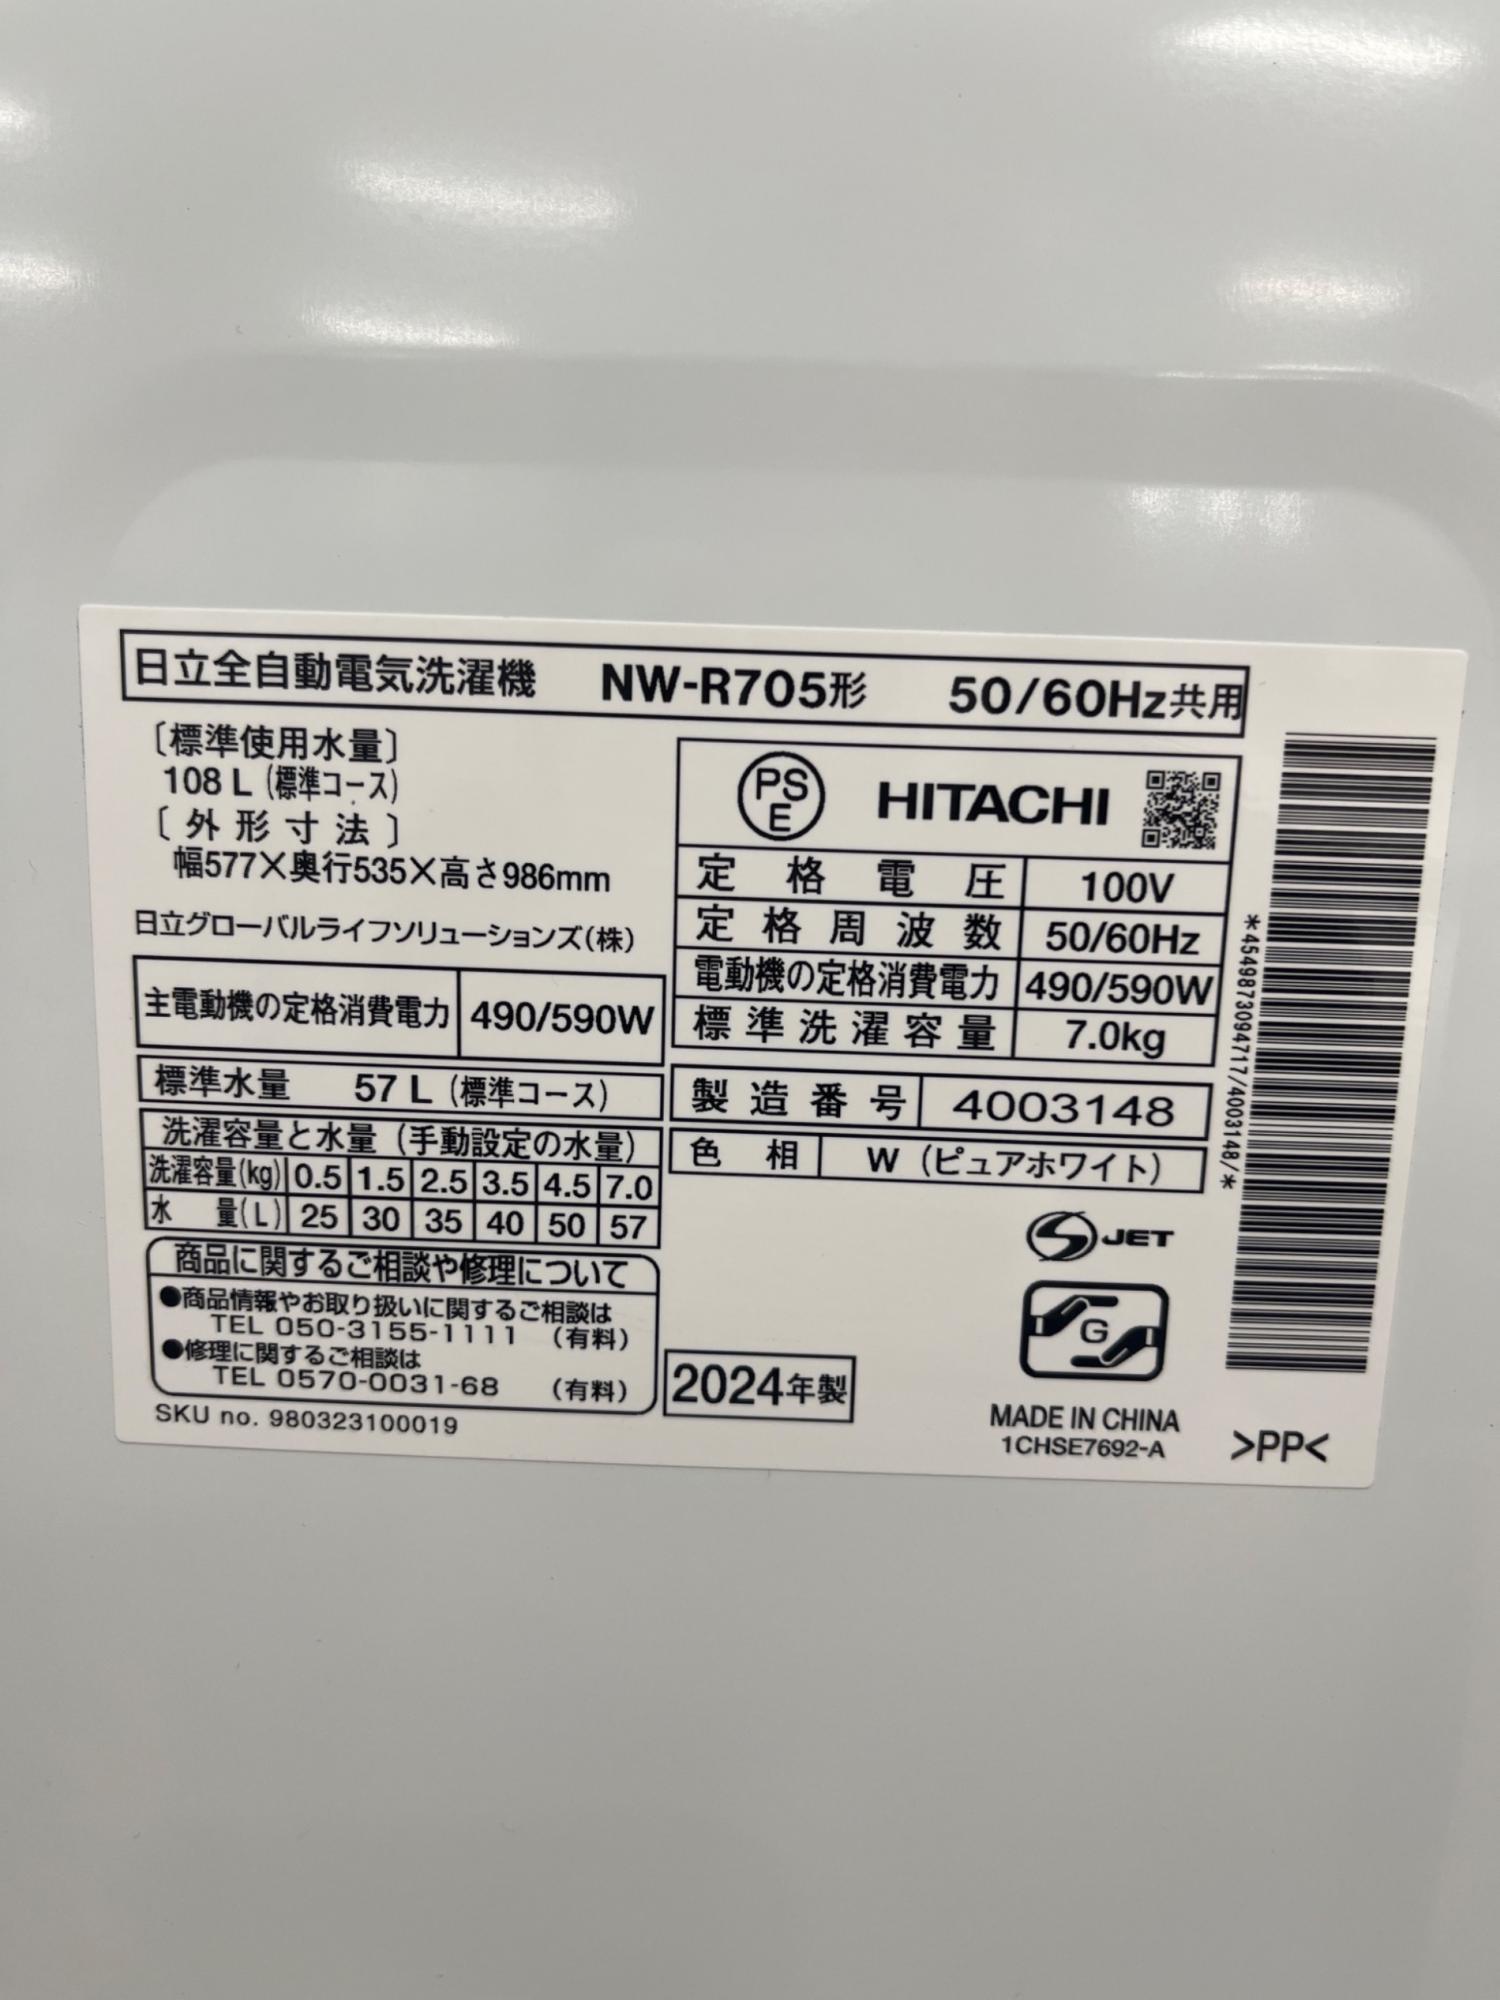 日立全自動電気洗濯機 NW-R705形 50/60Hz共用
〔標準使用水量〕
108 L (標準コース)
〔外形寸法〕
幅577×奥行535×高さ986mm
日立グローバルライフソリューションズ(株)
主電動機の定格消費電力 490/590W
標準水量 57 L (標準コース)
洗濯容量と水量 (手動設定の水量)
洗濯容量(kg) 0.5 1.5 2.5 3.5 4.5 7.0
水量(L) 25 30 35 40 50 57
商品に関するご相談や修理について
●商品情報やお取り扱いに関するご相談は
TEL 050-3155-1111 (有料)
●修理に関するご相談は
TEL 0570-0031-68 (有料)
SKU no. 980323100019
PS
E
HITACHI
定格電圧 100V
定格周波数 50/60Hz
電動機の定格消費電力 490/590W
標準洗濯容量 7.0kg
製造番号 4003148
色相 W (ピュアホワイト)
S JET
G
2024年製
MADE IN CHINA
1CHSE7692-A
>PP<
*4549873094717/4003148/*